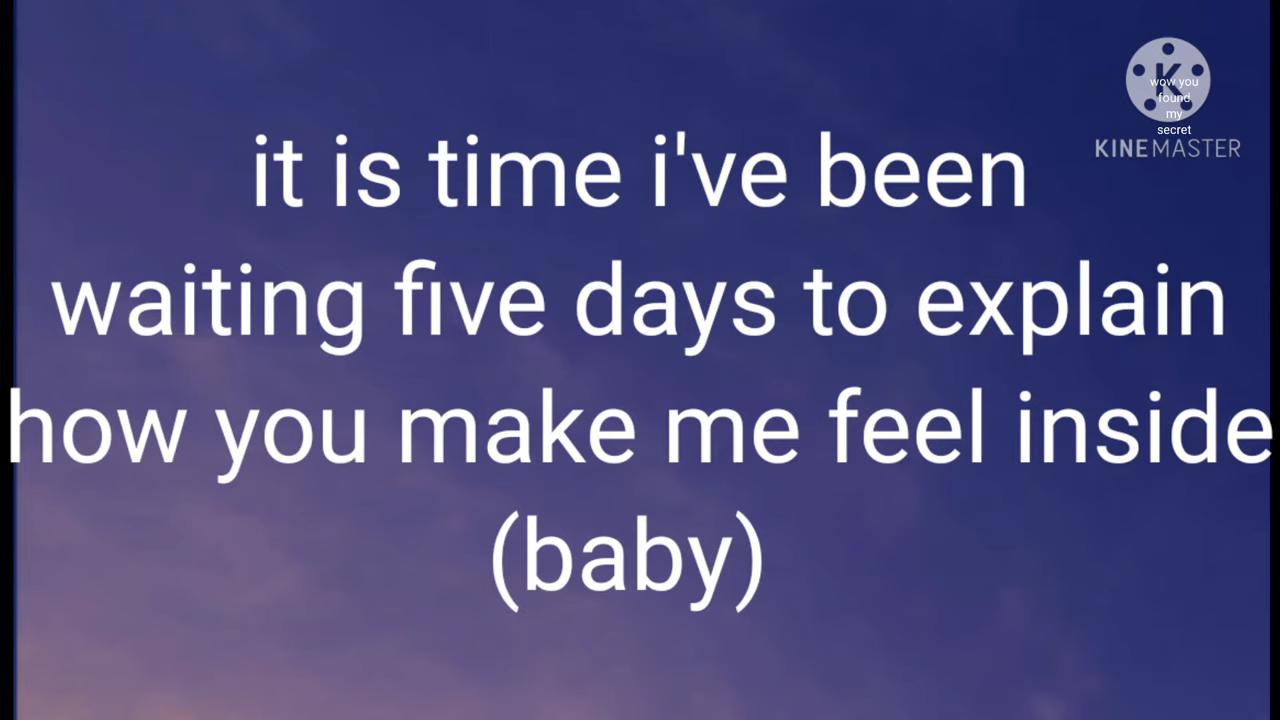 wow you
found
my
secret
KINEMASTER
it is time i've been
waiting five days to explain
how you make me feel inside
(baby)